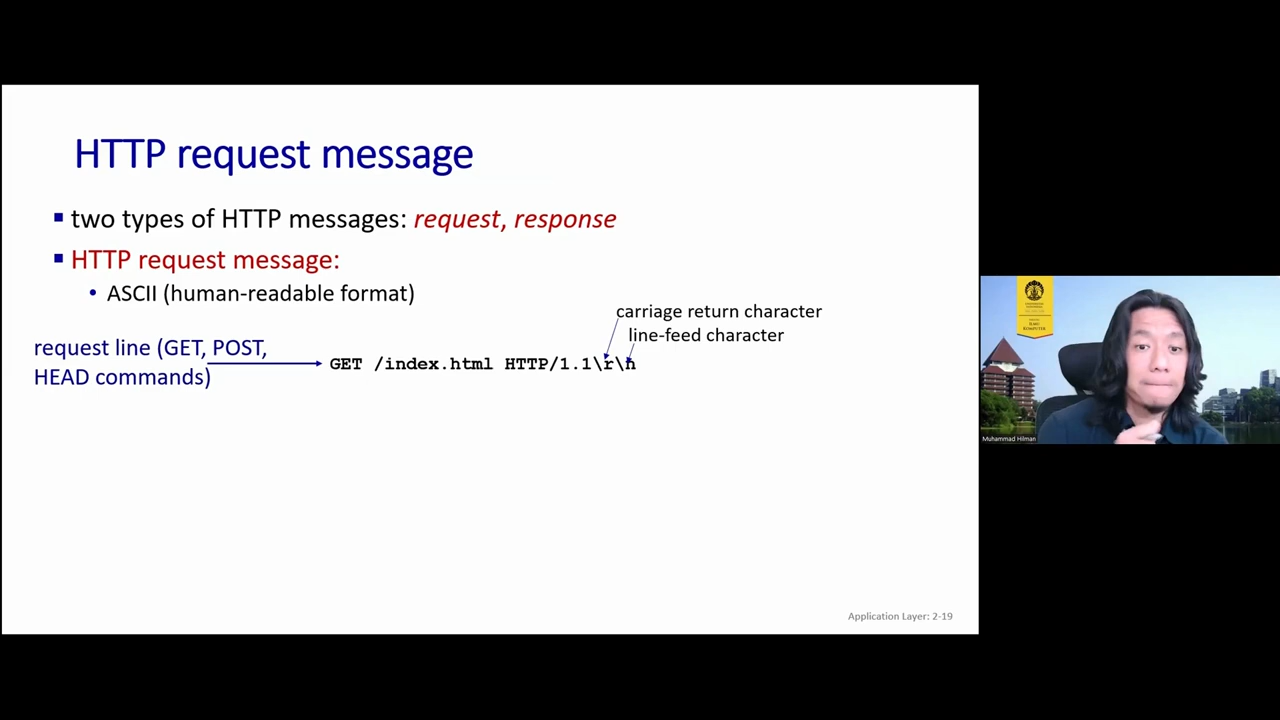 HTTP request message
▪ two types of HTTP messages: request, response
▪ HTTP request message:
• ASCII (human-readable format)
carriage return character
line-feed character
request line (GET, POST,
HEAD commands)
GET /index.html HTTP/1.1\r\n
Application Layer: 2-19
ILMU
KOMPUTER
Muhammad Hilman